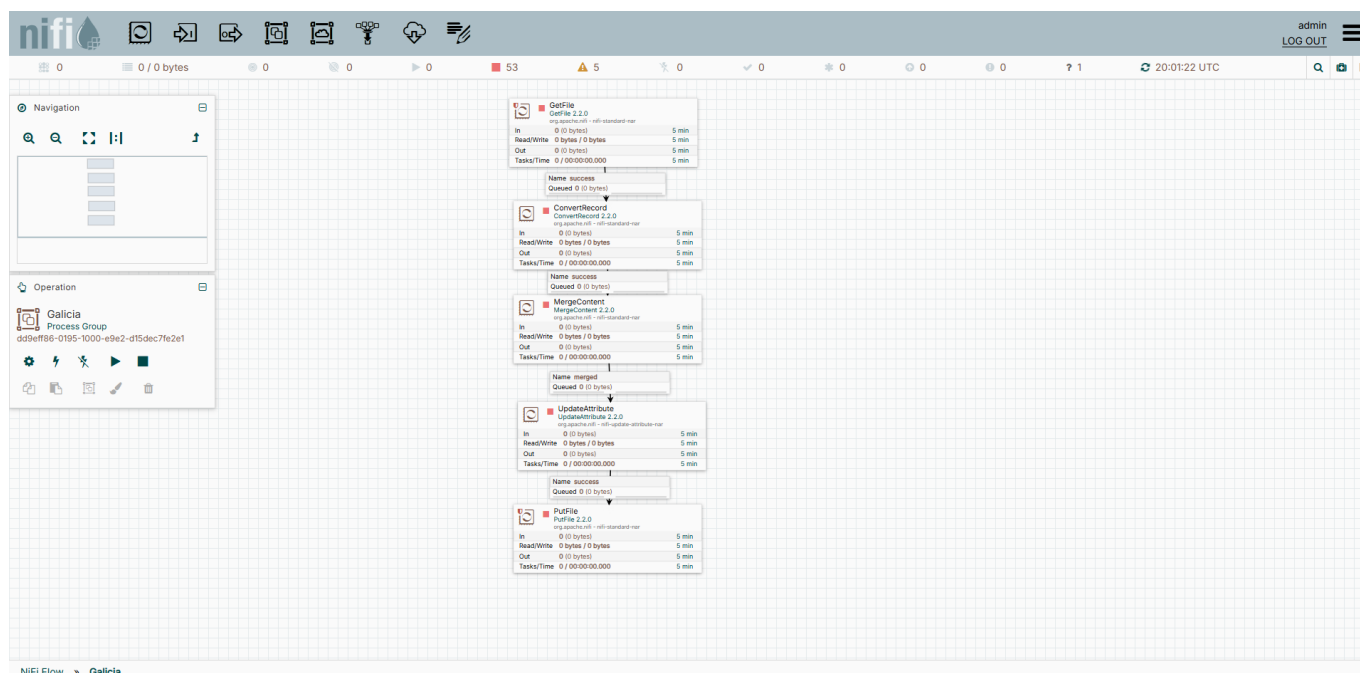 nifi
admin
LOG OUT
0
0 / 0 bytes
0
0
0
53
5
0
0
0
0
0
? 1
20:01:22 UTC
Navigation
Operation
Galicia
Process Group
dd9eff86-0195-1000-e9e2-d15dec7fe2e1
GetFile
GetFile 2.2.0
org.apache.nifi - nifi-standard-nar
In 0 (0 bytes) 5 min
Read/Write 0 bytes / 0 bytes 5 min
Out 0 (0 bytes) 5 min
Tasks/Time 0 / 00:00:00.000 5 min
Name success
Queued 0 (0 bytes)
ConvertRecord
ConvertRecord 2.2.0
org.apache.nifi - nifi-standard-nar
In 0 (0 bytes) 5 min
Read/Write 0 bytes / 0 bytes 5 min
Out 0 (0 bytes) 5 min
Tasks/Time 0 / 00:00:00.000 5 min
Name success
Queued 0 (0 bytes)
MergeContent
MergeContent 2.2.0
org.apache.nifi - nifi-standard-nar
In 0 (0 bytes) 5 min
Read/Write 0 bytes / 0 bytes 5 min
Out 0 (0 bytes) 5 min
Tasks/Time 0 / 00:00:00.000 5 min
Name merged
Queued 0 (0 bytes)
UpdateAttribute
UpdateAttribute 2.2.0
org.apache.nifi - nifi-update-attribute-nar
In 0 (0 bytes) 5 min
Read/Write 0 bytes / 0 bytes 5 min
Out 0 (0 bytes) 5 min
Tasks/Time 0 / 00:00:00.000 5 min
Name success
Queued 0 (0 bytes)
PutFile
PutFile 2.2.0
org.apache.nifi - nifi-standard-nar
In 0 (0 bytes) 5 min
Read/Write 0 bytes / 0 bytes 5 min
Out 0 (0 bytes) 5 min
Tasks/Time 0 / 00:00:00.000 5 min
NiFi Flow » Galicia